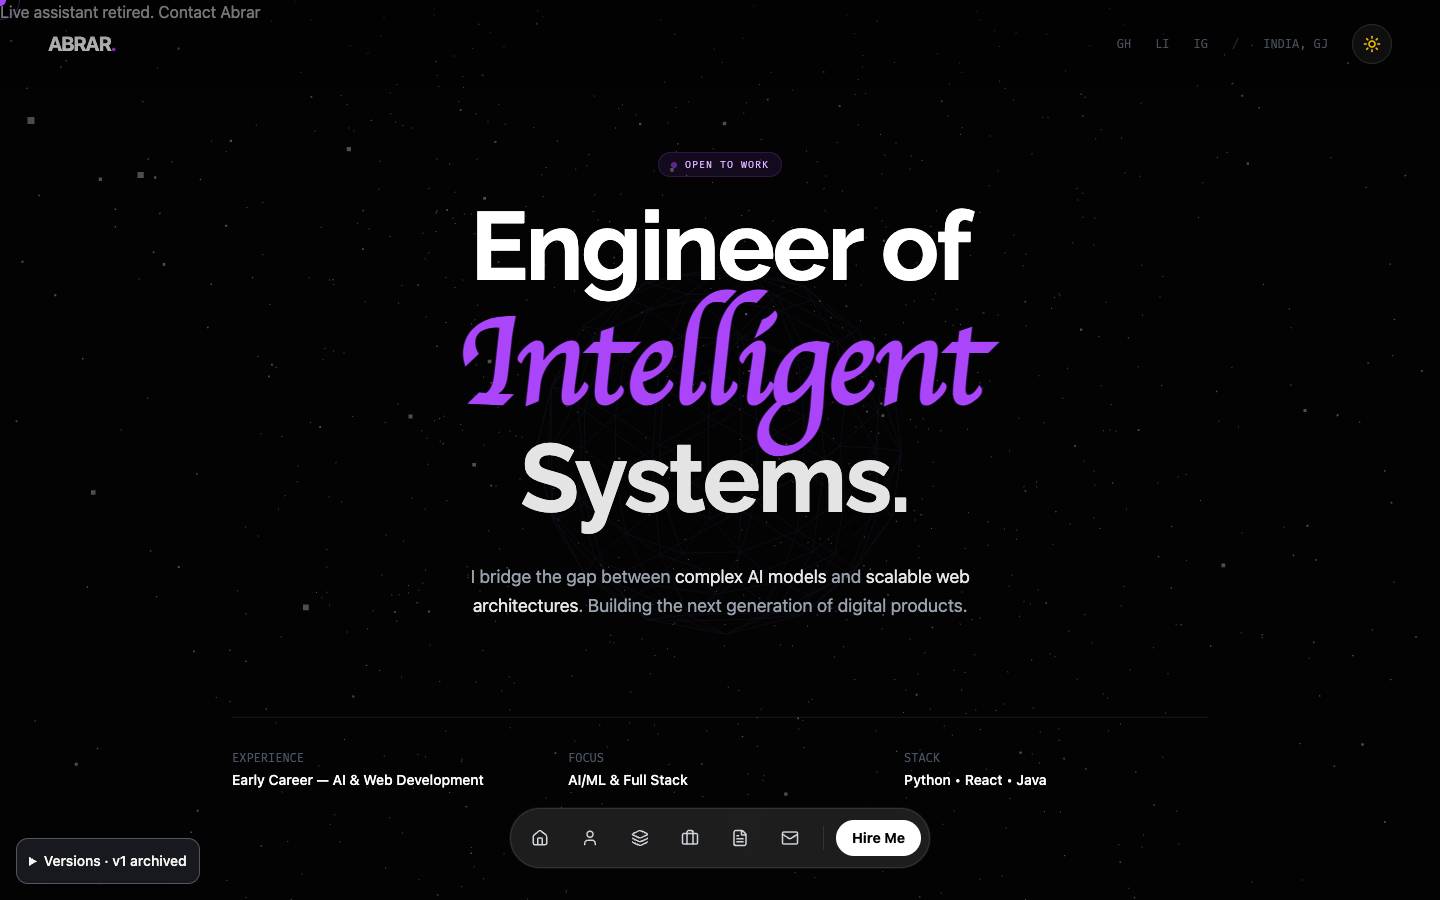 Live assistant retired. Contact Abrar
ABRAR.
GH LI IG / INDIA, GJ
OPEN TO WORK
Engineer of
Intelligent
Systems.
I bridge the gap between complex AI models and scalable web
architectures. Building the next generation of digital products.
EXPERIENCE
Early Career — AI & Web Development
FOCUS
AI/ML & Full Stack
STACK
Python • React • Java
Hire Me
Versions · v1 archived